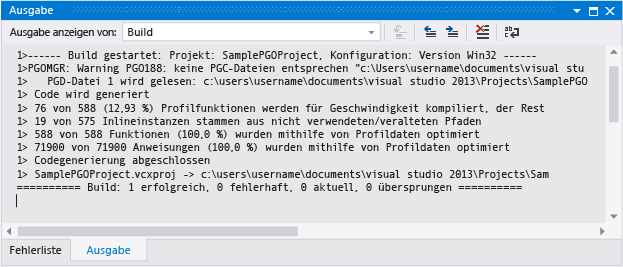 Ausgabe
Ausgabe anzeigen von: Build
1>------ Build gestartet: Projekt: SamplePGOProject, Konfiguration: Version Win32 ------
1>PGOMGR: Warning PGO188: keine PGC-Dateien entsprechen "c:\Users\username\documents\visual stu
1>   PGD-Datei 1 wird gelesen: c:\users\username\documents\visual studio 2013\Projects\SamplePGO
1> Code wird generiert
1> 76 von 588 (12,93 %) Profilfunktionen werden für Geschwindigkeit kompiliert, der Rest
1> 19 von 575 Inlineinstanzen stammen aus nicht verwendeten/veralteten Pfaden
1> 588 von 588 Funktionen (100,0 %) wurden mithilfe von Profildaten optimiert
1> 71900 von 71900 Anweisungen (100,0 %) wurden mithilfe von Profildaten optimiert
1> Codegenerierung abgeschlossen
1> SamplePGOProject.vcxproj -> c:\users\username\documents\visual studio 2013\Projects\Sam
========== Build: 1 erfolgreich, 0 fehlerhaft, 0 aktuell, 0 übersprungen ==========
Fehlerliste Ausgabe